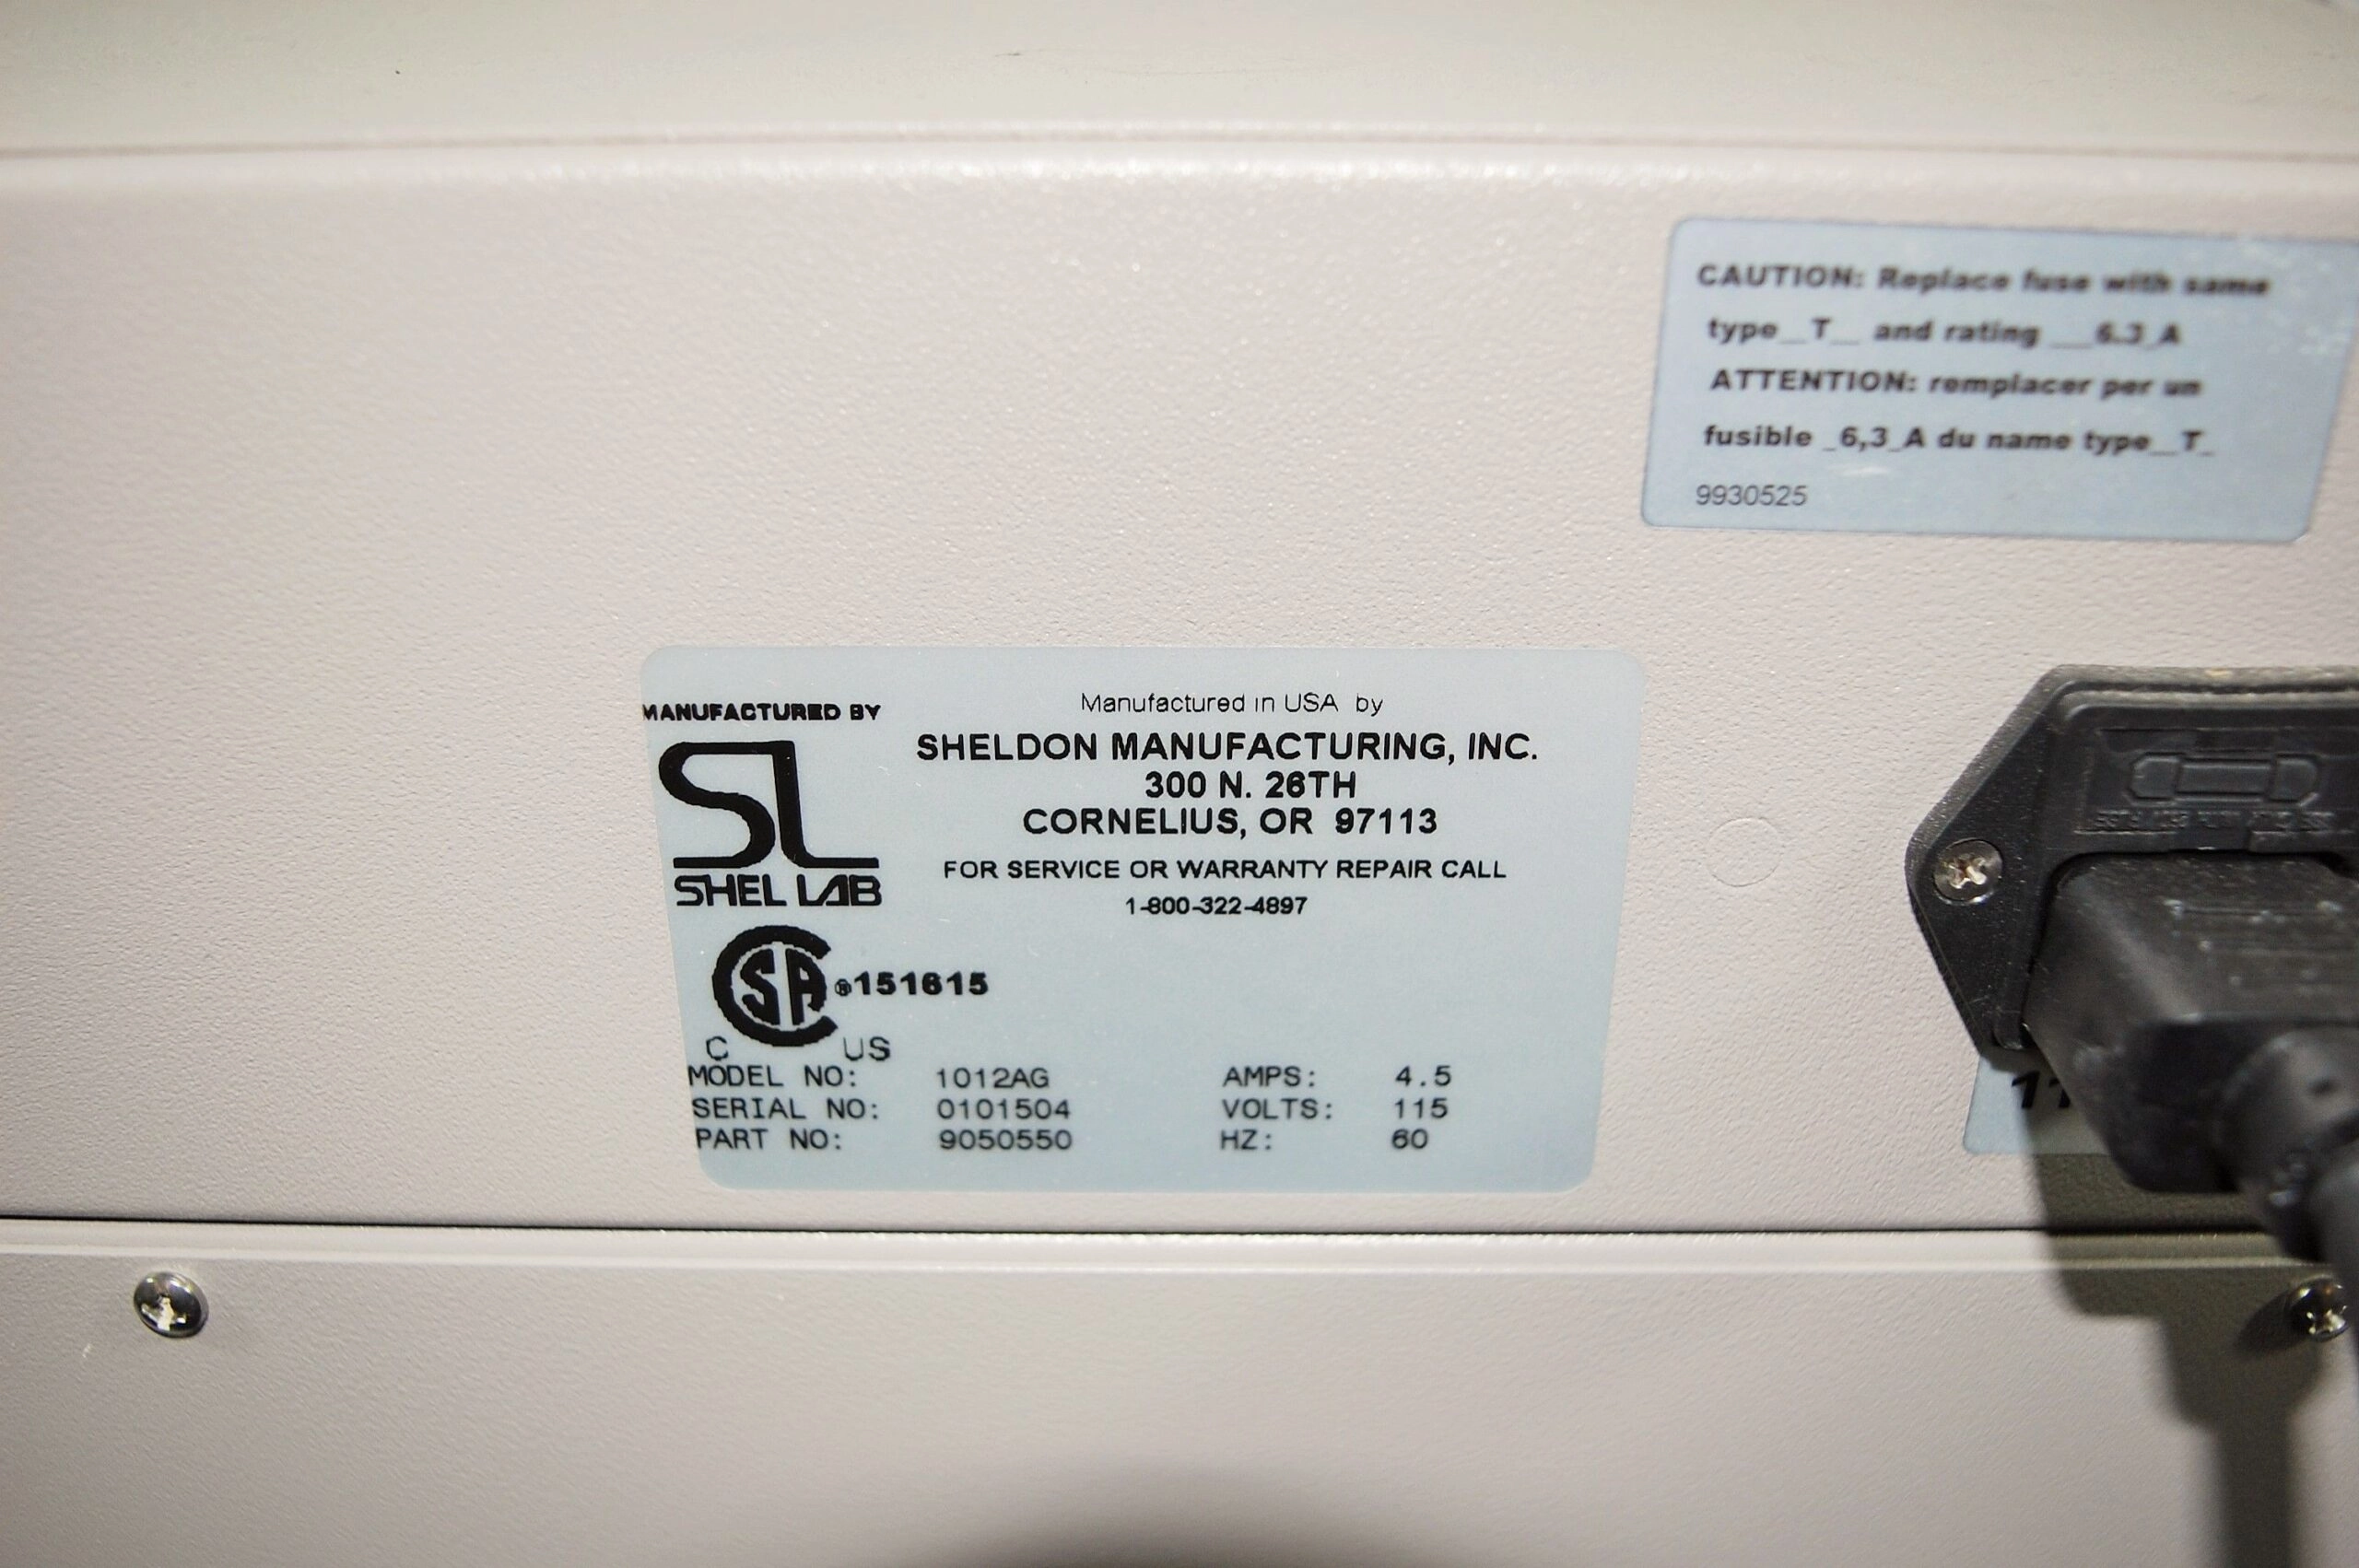 CAUTION: Replace fuse with same
type__T__ and rating ___6.3_A
ATTENTION: remplacer per un
fusible _6,3_A du name type__T_
9930525
MANUFACTURED BY
SL
SHEL LAB
Manufactured in USA by
SHELDON MANUFACTURING, INC.
300 N. 26TH
CORNELIUS, OR 97113
FOR SERVICE OR WARRANTY REPAIR CALL
1-800-322-4897
CSA ®151615
C US
MODEL NO: 1012AG AMPS: 4.5
SERIAL NO: 0101504 VOLTS: 115
PART NO: 9050550 HZ: 60